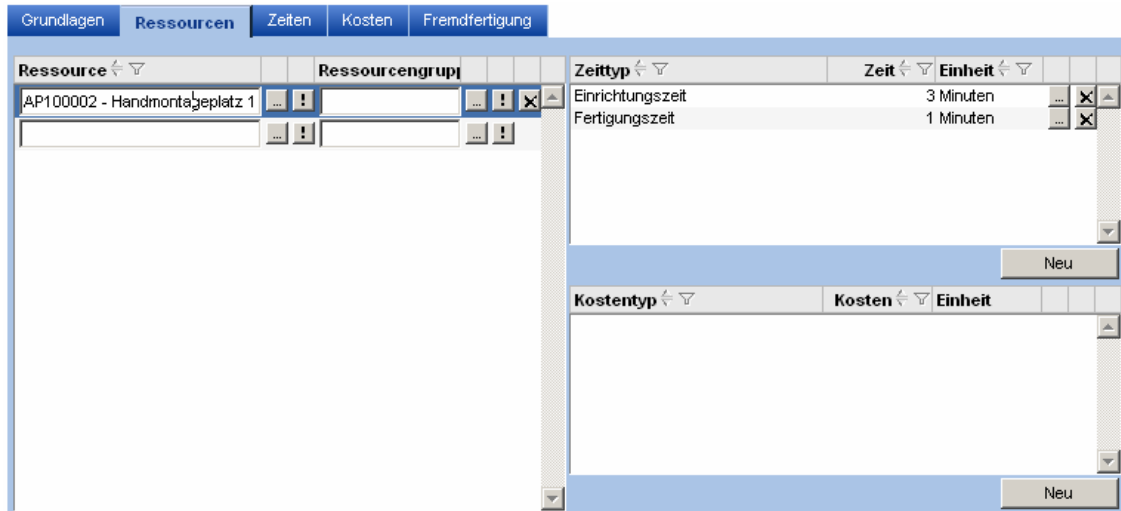 Grundlagen Ressourcen Zeiten Kosten Fremdfertigung
Ressource Ressourcengrup
AP100002 - Handmontageplatz 1 ... ! ... !
... ! ... !
Zeittyp Zeit Einheit
Einrichtungszeit 3 Minuten ...
Fertigungszeit 1 Minuten ...
Neu
Kostentyp Kosten Einheit
Neu